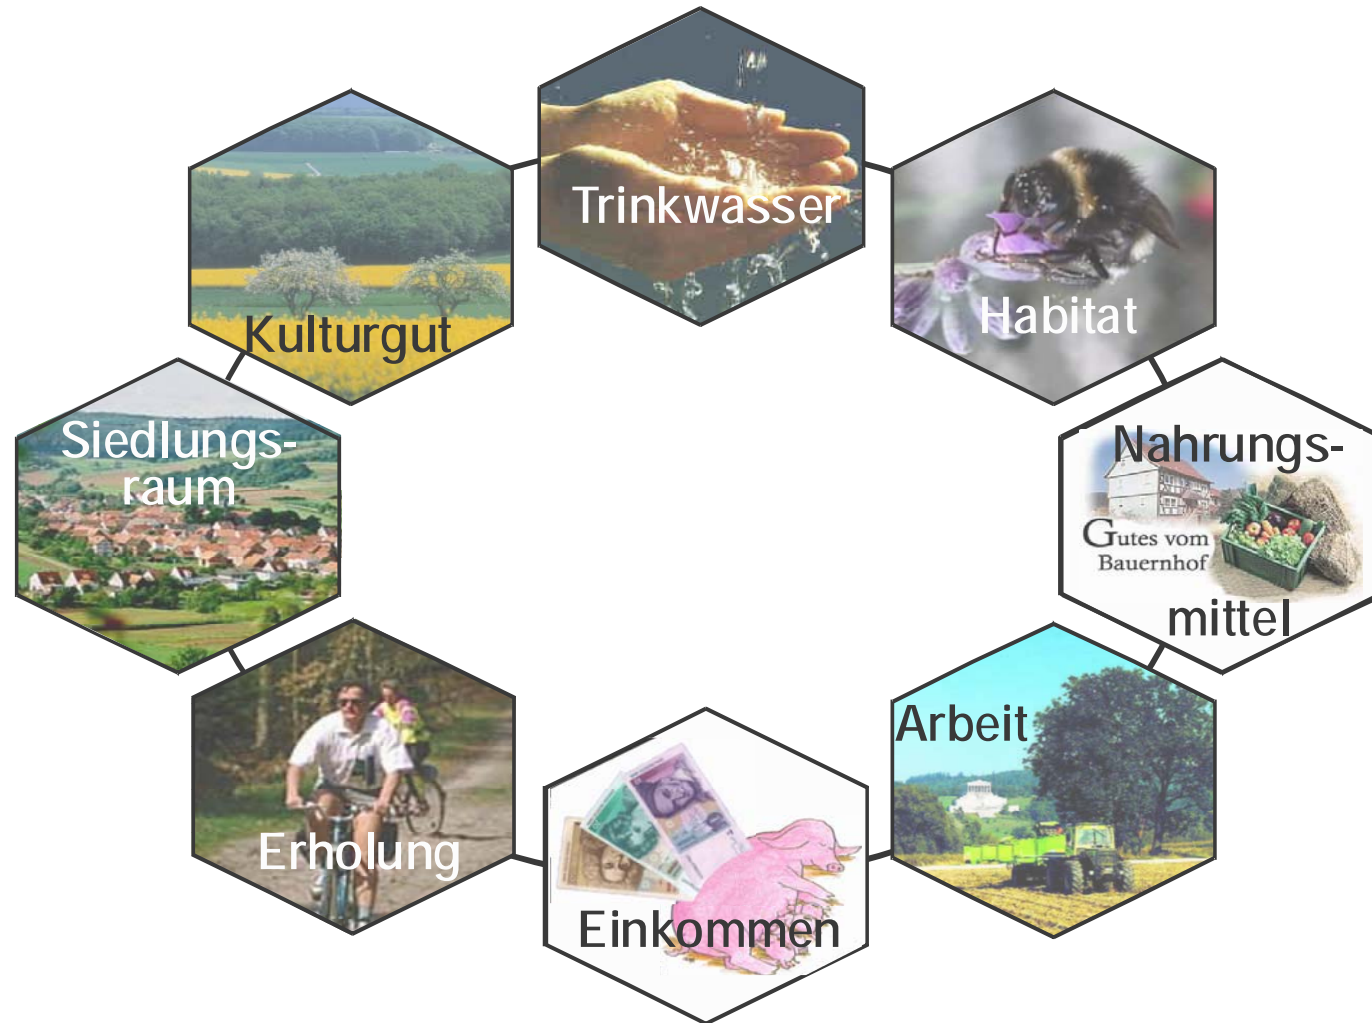 Trinkwasser
Habitat
Nahrungs-
Gutes vom
Bauernhof
mittel
Arbeit
Einkommen
Erholung
Siedlungs-
raum
Kulturgut